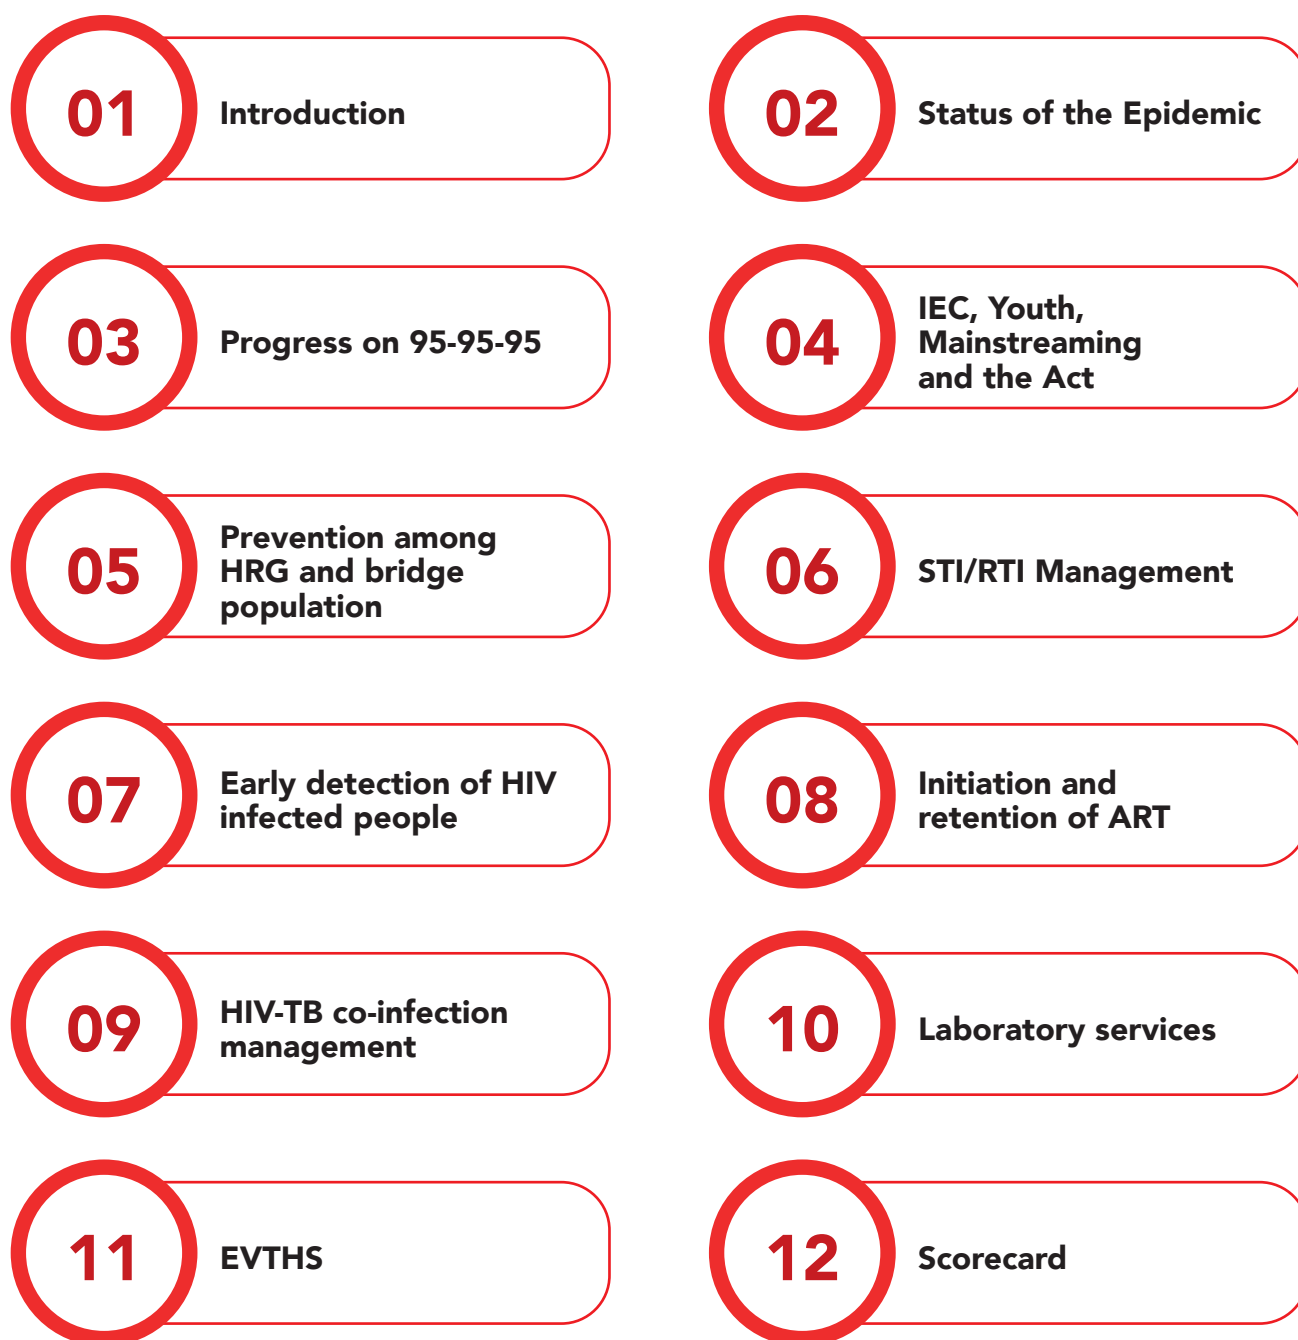 01
Introduction
02
Status of the Epidemic
03
Progress on 95-95-95
04
IEC, Youth,
Mainstreaming
and the Act
05
Prevention among
HRG and bridge
population
06
STI/RTI Management
07
Early detection of HIV
infected people
08
Initiation and
retention of ART
09
HIV-TB co-infection
management
10
Laboratory services
11
EVTHS
12
Scorecard